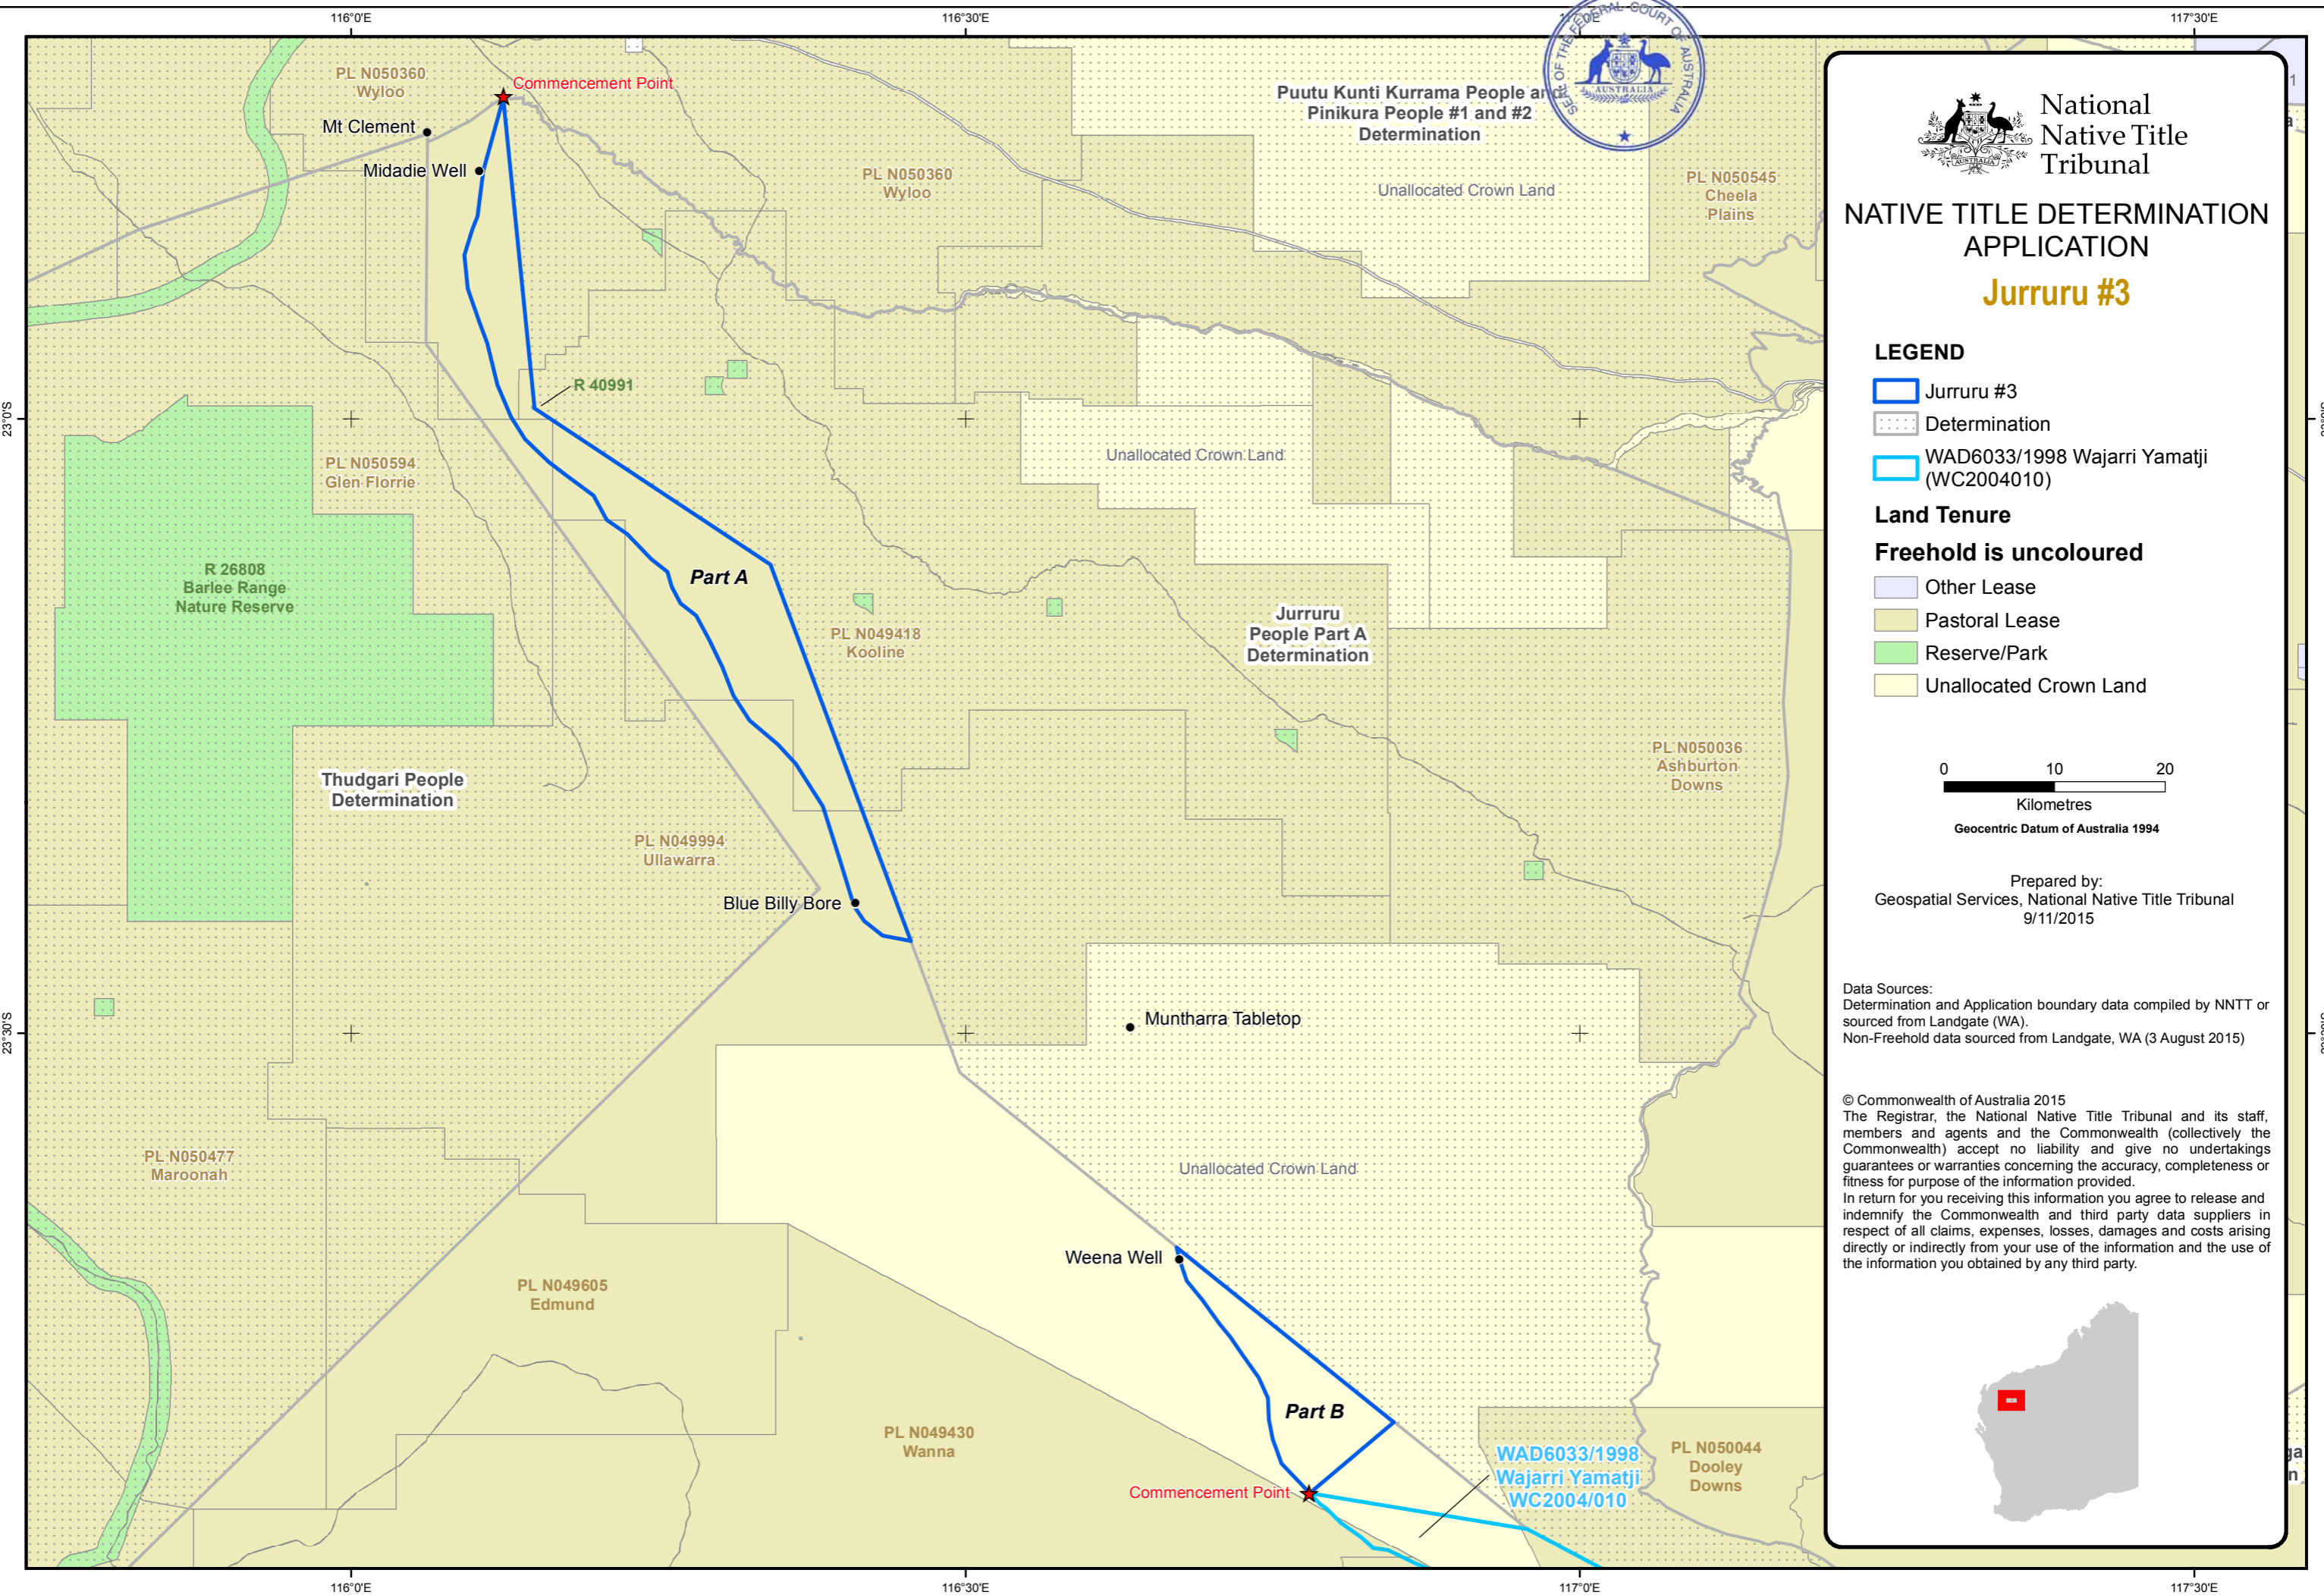 116°0'E
116°30'E
117°0'E
117°30'E
SEAL OF THE FEDERAL COURT OF AUSTRALIA
AUSTRALIA
PL N050360
Wyloo
Commencement Point
Mt Clement
Midadie Well
PL N050360
Wyloo
Puutu Kunti Kurrama People and
Pinikura People #1 and #2
Determination
Unallocated Crown Land
PL N050545
Cheela
Plains
R 40991
23°0'S
PL N050594
Glen Florrie
Unallocated Crown Land
R 26808
Barlee Range
Nature Reserve
Part A
PL N049418
Kooline
Jurruru
People Part A
Determination
Thudgari People
Determination
PL N050036
Ashburton
Downs
PL N049994
Ullawarra
Blue Billy Bore
Muntharra Tabletop
23°30'S
PL N050477
Maroonah
Unallocated Crown Land
Weena Well
PL N049605
Edmund
Part B
PL N049430
Wanna
WAD6033/1998
Wajarri Yamatji
WC2004/010
PL N050044
Dooley
Downs
Commencement Point
116°0'E
116°30'E
117°0'E
117°30'E
AUSTRALIA
National
Native Title
Tribunal
NATIVE TITLE DETERMINATION
APPLICATION
Jurruru #3
LEGEND
Jurruru #3
Determination
WAD6033/1998 Wajarri Yamatji
(WC2004010)
Land Tenure
Freehold is uncoloured
Other Lease
Pastoral Lease
Reserve/Park
Unallocated Crown Land
0 10 20
Kilometres
Geocentric Datum of Australia 1994
Prepared by:
Geospatial Services, National Native Title Tribunal
9/11/2015
Data Sources:
Determination and Application boundary data compiled by NNTT or
sourced from Landgate (WA).
Non-Freehold data sourced from Landgate, WA (3 August 2015)
© Commonwealth of Australia 2015
The Registrar, the National Native Title Tribunal and its staff,
members and agents and the Commonwealth (collectively the
Commonwealth) accept no liability and give no undertakings
guarantees or warranties concerning the accuracy, completeness or
fitness for purpose of the information provided.
In return for you receiving this information you agree to release and
indemnify the Commonwealth and third party data suppliers in
respect of all claims, expenses, losses, damages and costs arising
directly or indirectly from your use of the information and the use of
the information you obtained by any third party.